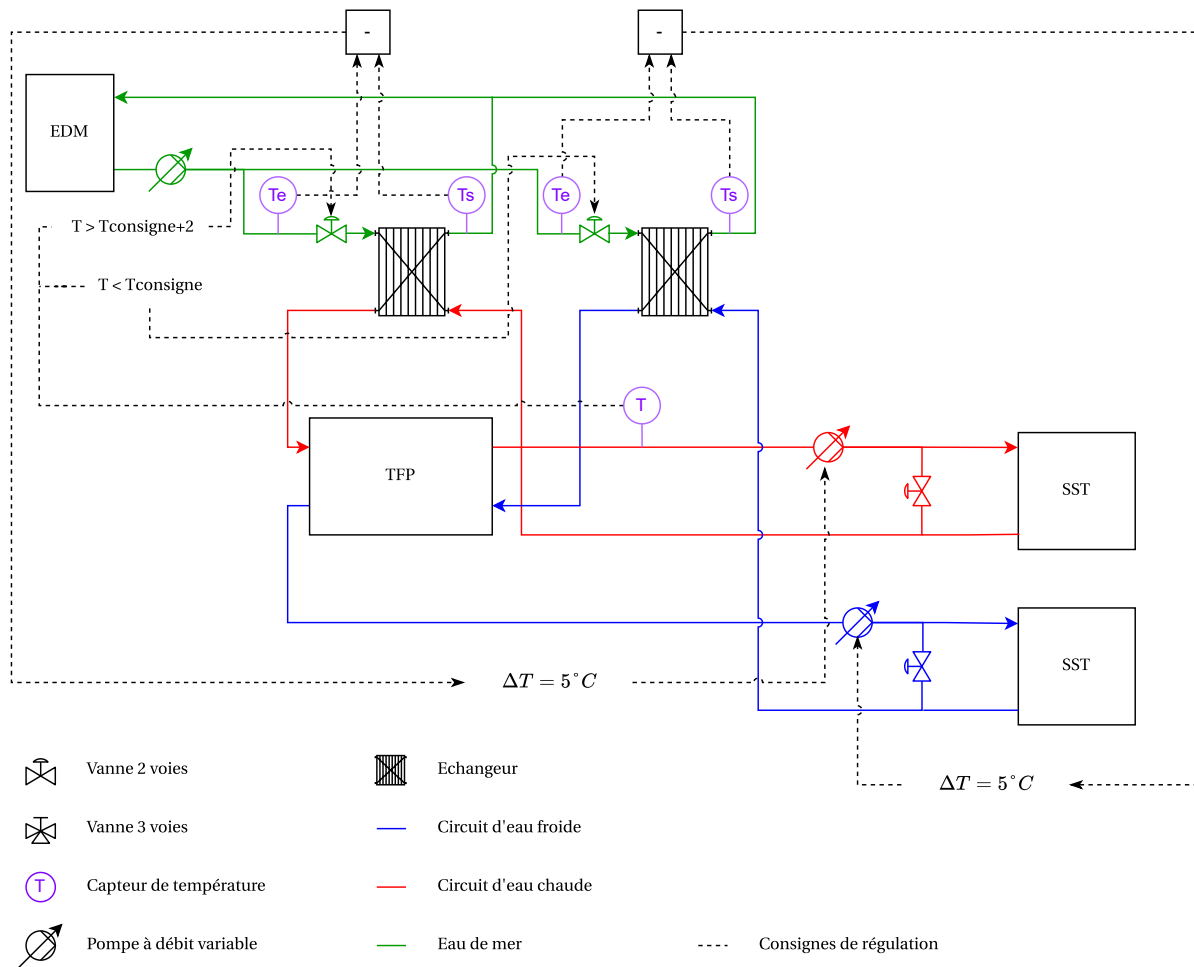 -
-
EDM
Te
Ts
Te
Ts
T > Tconsigne+2
T < Tconsigne
T
TFP
SST
SST
ΔT = 5°C
ΔT = 5°C
Vanne 2 voies
Echangeur
Vanne 3 voies
Circuit d'eau froide
T
Capteur de température
Circuit d'eau chaude
Pompe à débit variable
Eau de mer
Consignes de régulation